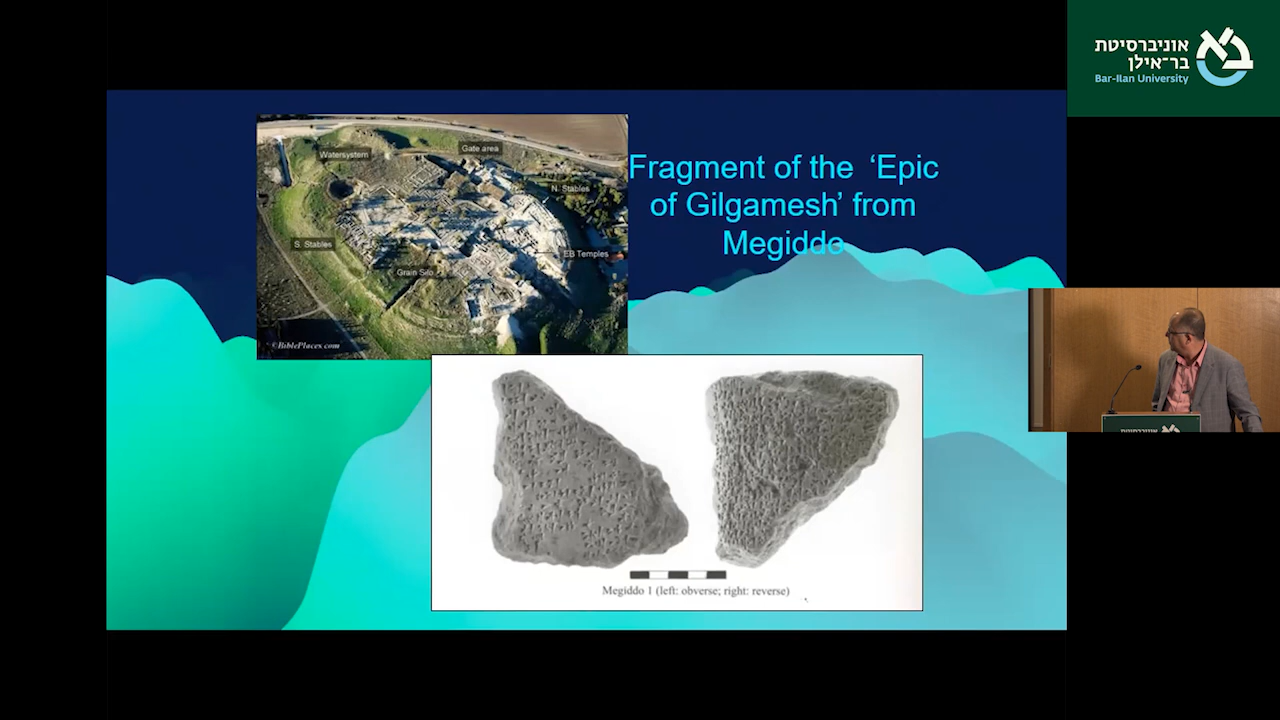 אוניברסיטת
בר־אילן
Bar-Ilan University
Fragment of the ‘Epic
of Gilgamesh’ from
Megiddo
Watersystem
Gate area
N. Stables
S. Stables
EB Temples
Grain Silo
©BiblePlaces.com
Megiddo 1 (left: obverse; right: reverse)
אוניברסיטת